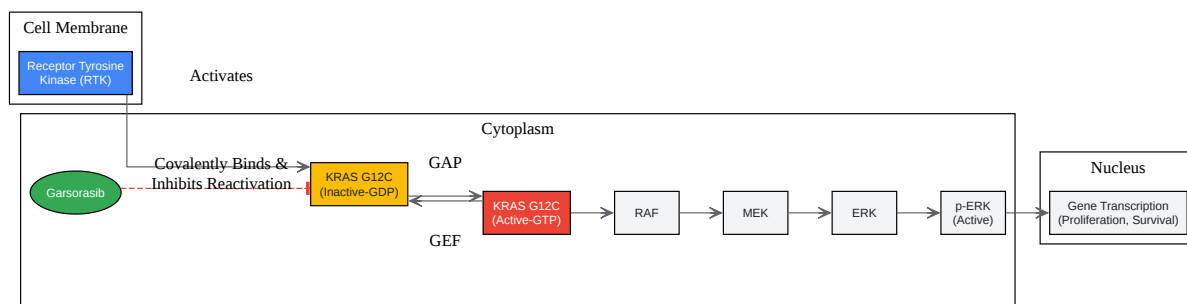 Cell Membrane
Receptor Tyrosine
Kinase (RTK)
Activates
Cytoplasm
Covalently Binds &
Inhibits Reactivation
Garsorasib
KRAS G12C
(Inactive-GDP)
GAP
GEF
KRAS G12C
(Active-GTP)
RAF
MEK
ERK
p-ERK
(Active)
Nucleus
Gene Transcription
(Proliferation, Survival)